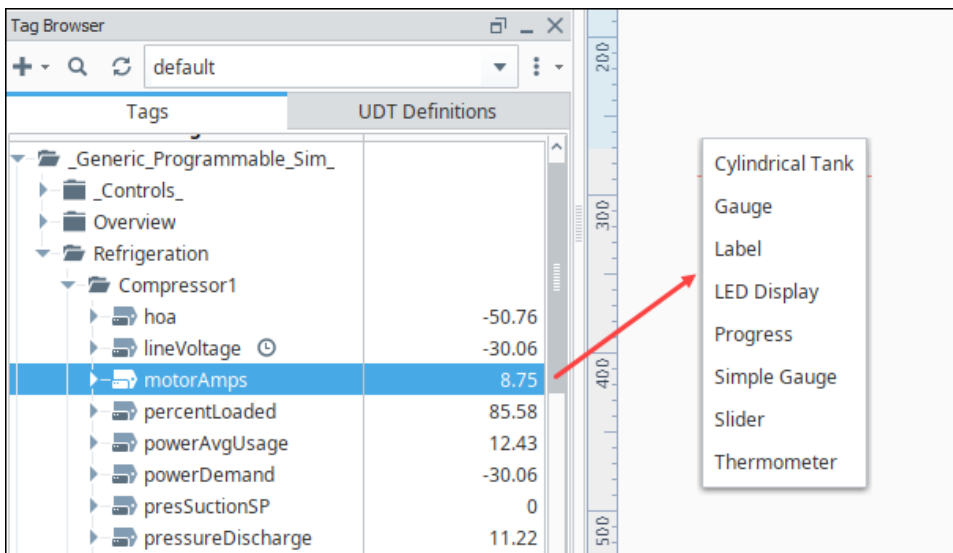 Tag Browser
default
Tags
UDT Definitions
_Generic_Programmable_Sim_
_Controls_
Overview
Refrigeration
Compressor1
hoa -50.76
lineVoltage -30.06
motorAmps 8.75
percentLoaded 85.58
powerAvgUsage 12.43
powerDemand -30.06
presSuctionSP 0
pressureDischarge 11.22
200
300
400
500
Cylindrical Tank
Gauge
Label
LED Display
Progress
Simple Gauge
Slider
Thermometer